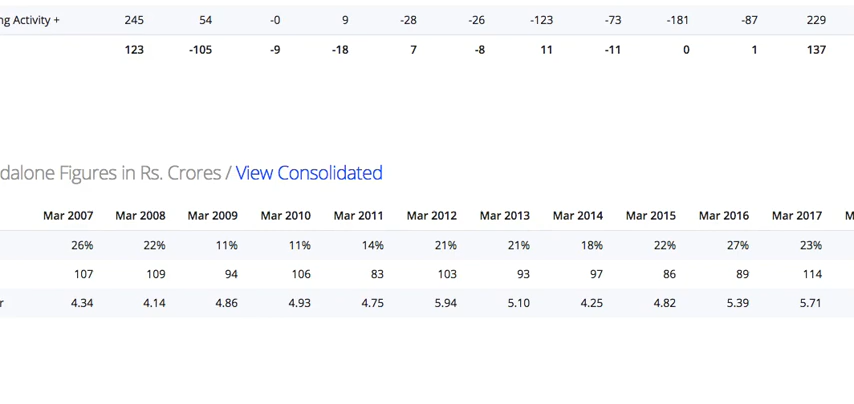 ng Activity + 245 54 -0 9 -28 -26 -123 -73 -181 -87 229
123 -105 -9 -18 7 -8 11 -11 0 1 137
dalone Figures in Rs. Crores / View Consolidated
Mar 2007 Mar 2008 Mar 2009 Mar 2010 Mar 2011 Mar 2012 Mar 2013 Mar 2014 Mar 2015 Mar 2016 Mar 2017 M
26% 22% 11% 11% 14% 21% 21% 18% 22% 27% 23%
107 109 94 106 83 103 93 97 86 89 114
r 4.34 4.14 4.86 4.93 4.75 5.94 5.10 4.25 4.82 5.39 5.71